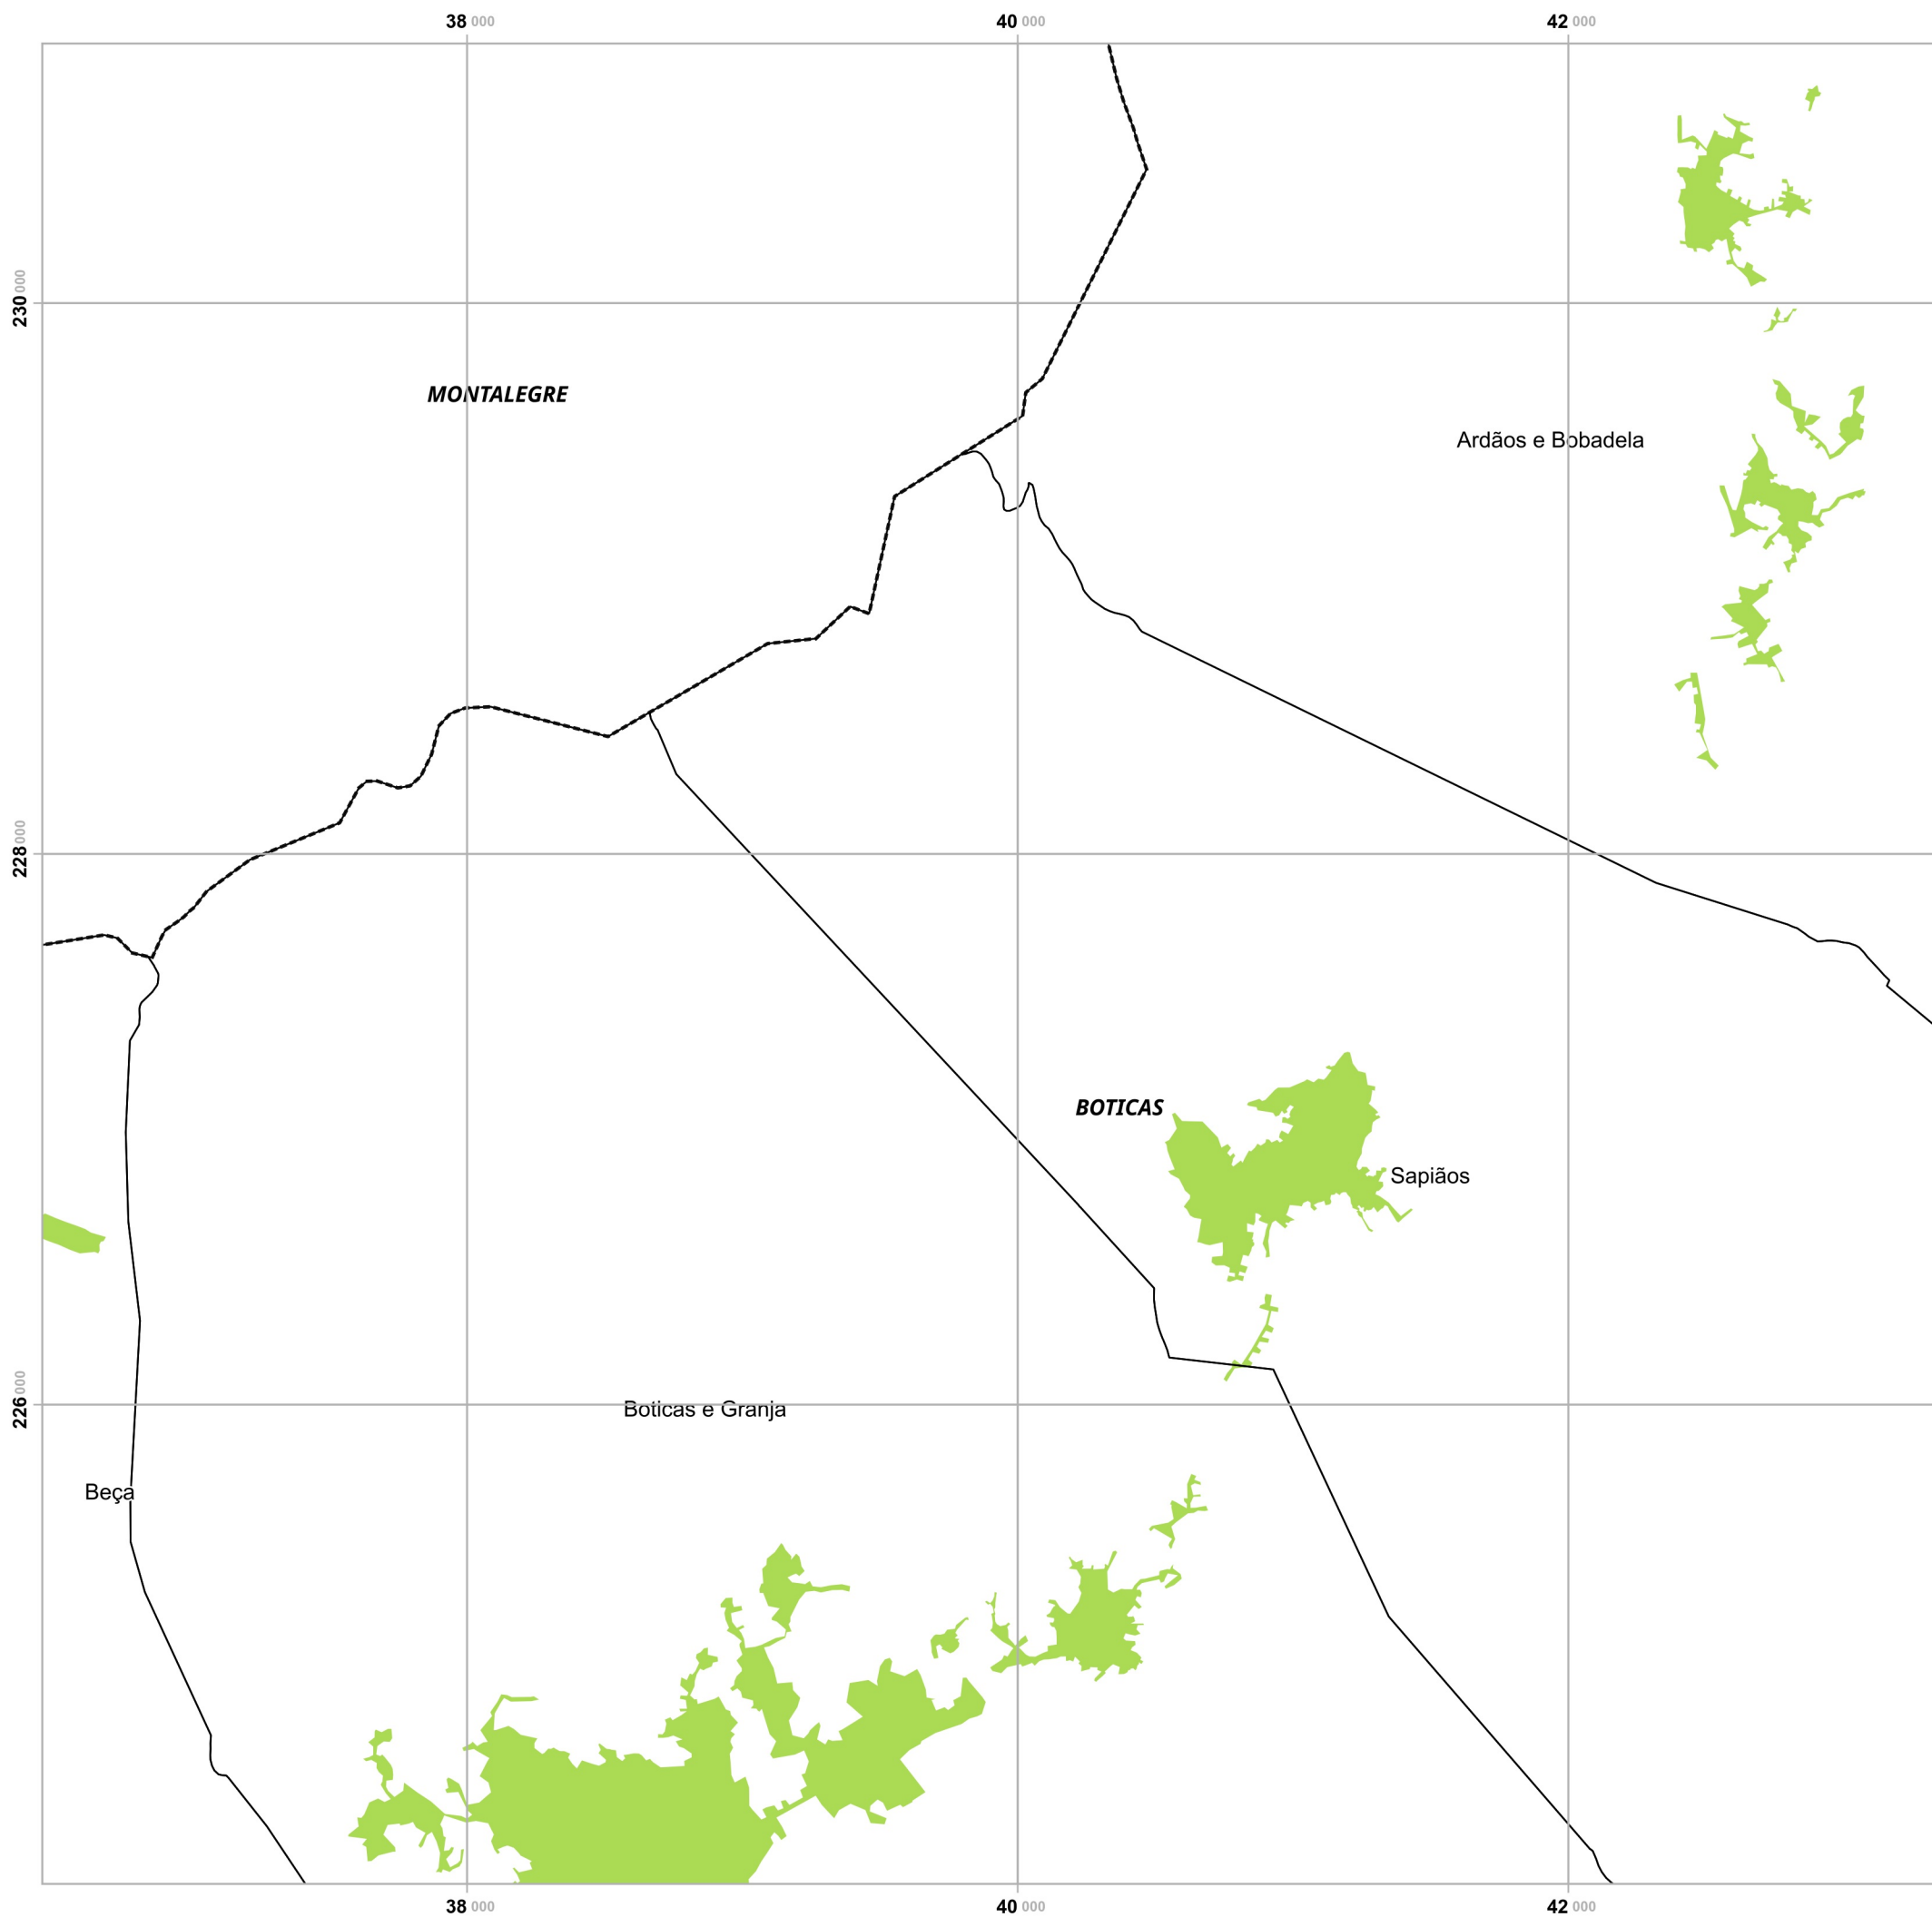 38 000
40 000
42 000
230 000
MONTALEGRE
Ardãos e Bobadela
228 000
BOTICAS
Sapiãos
226 000
Boticas e Granja
Beça
38 000
40 000
42 000